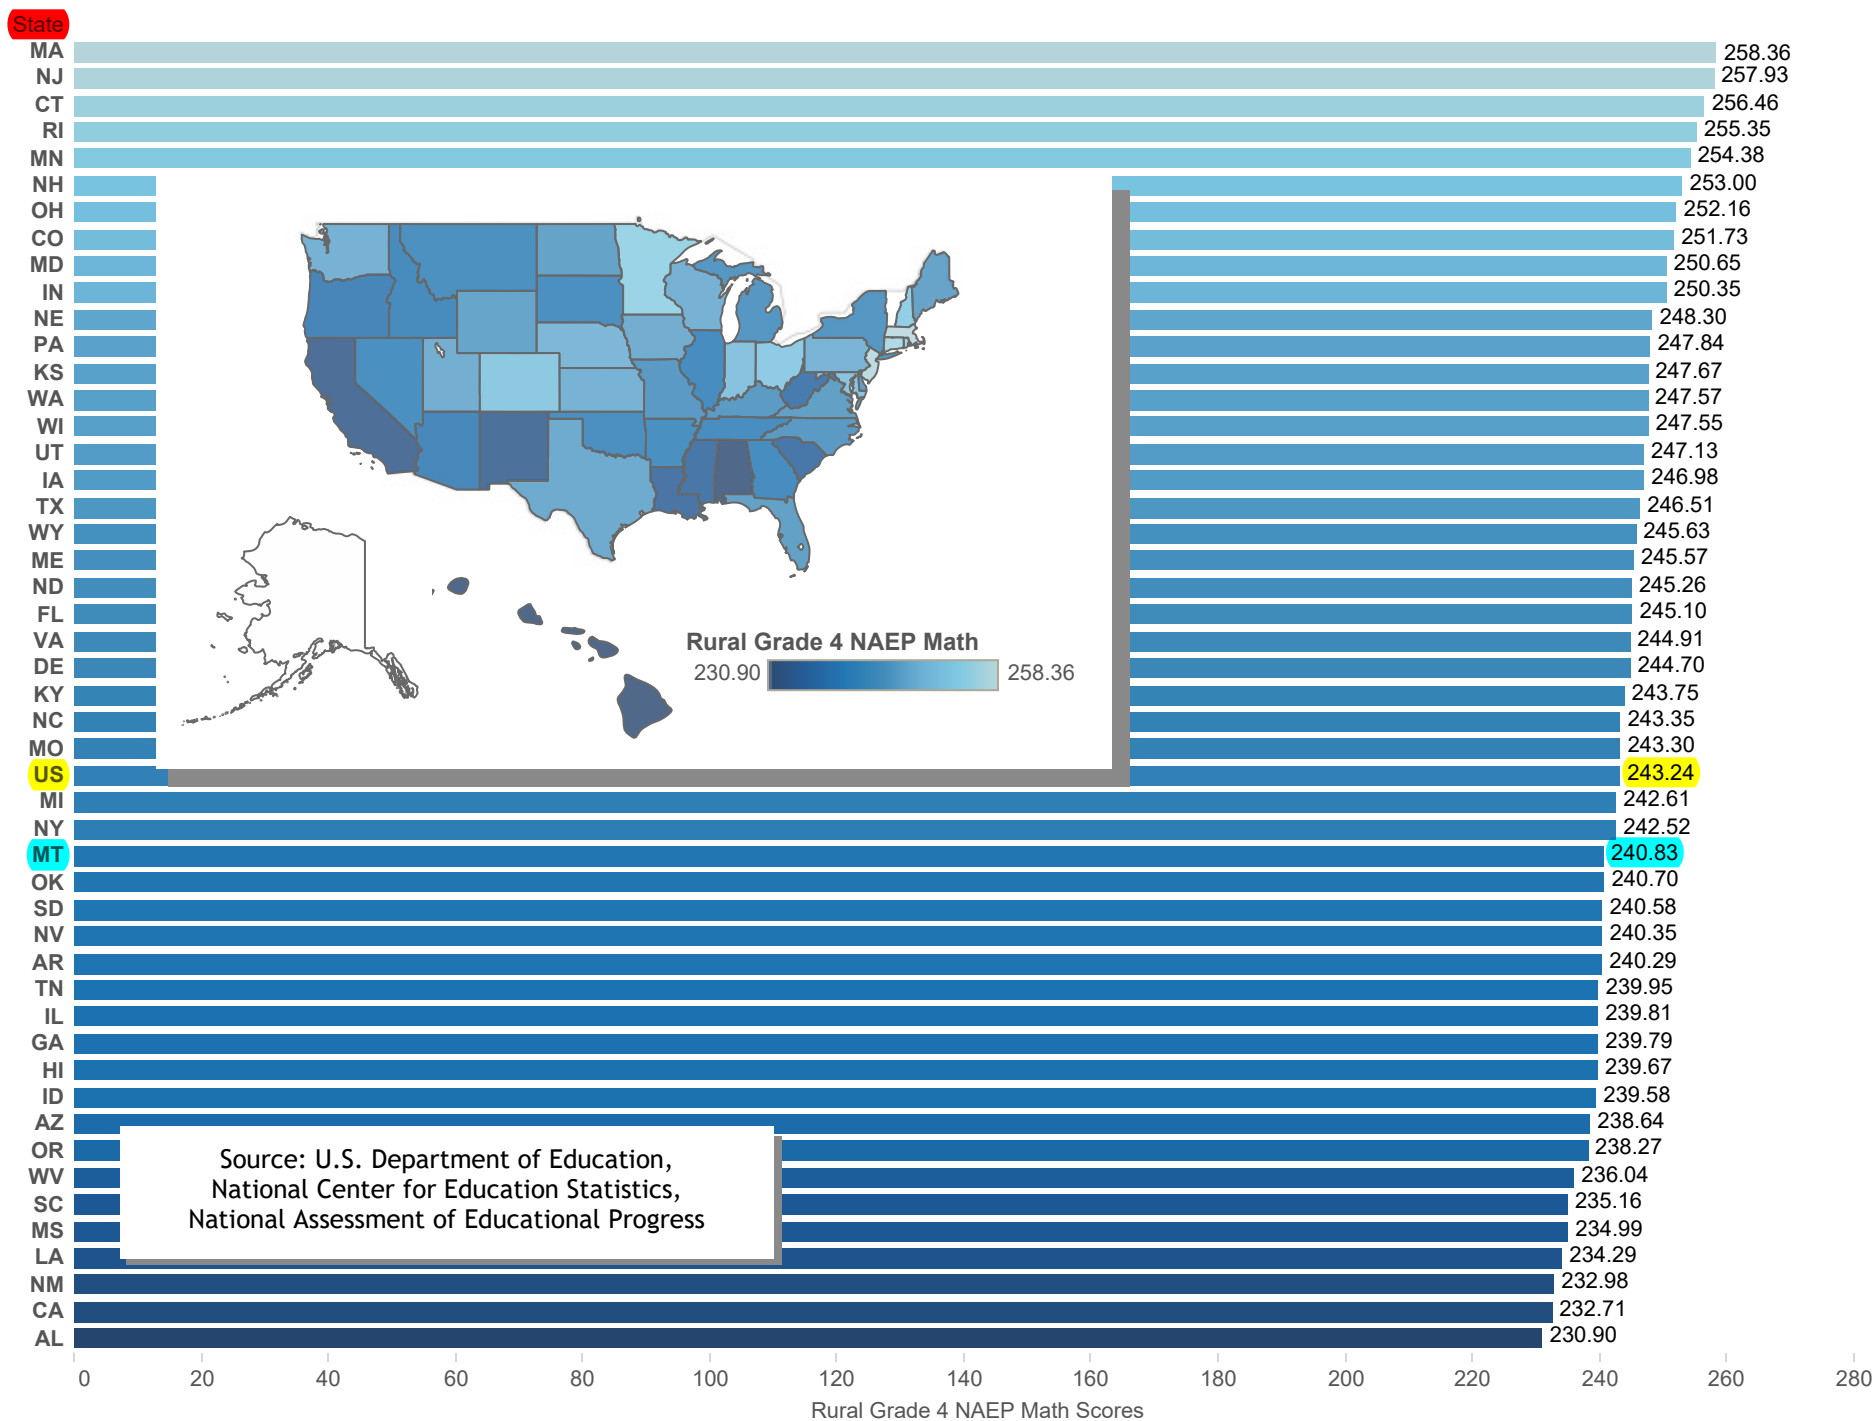 State
MA 258.36
NJ 257.93
CT 256.46
RI 255.35
MN 254.38
NH 253.00
OH 252.16
CO 251.73
MD 250.65
IN 250.35
NE 248.30
PA 247.84
KS 247.67
WA 247.57
WI 247.55
UT 247.13
IA 246.98
TX 246.51
WY 245.63
ME 245.57
ND 245.26
FL 245.10
VA 244.91
DE 244.70
KY 243.75
NC 243.35
MO 243.30
US 243.24
MI 242.61
NY 242.52
MT 240.83
OK 240.70
SD 240.58
NV 240.35
AR 240.29
TN 239.95
IL 239.81
GA 239.79
HI 239.67
ID 239.58
AZ 238.64
OR 238.27
WV 236.04
SC 235.16
MS 234.99
LA 234.29
NM 232.98
CA 232.71
AL 230.90
Rural Grade 4 NAEP Math
230.90 258.36
Source: U.S. Department of Education,
National Center for Education Statistics,
National Assessment of Educational Progress
0 20 40 60 80 100 120 140 160 180 200 220 240 260 280
Rural Grade 4 NAEP Math Scores